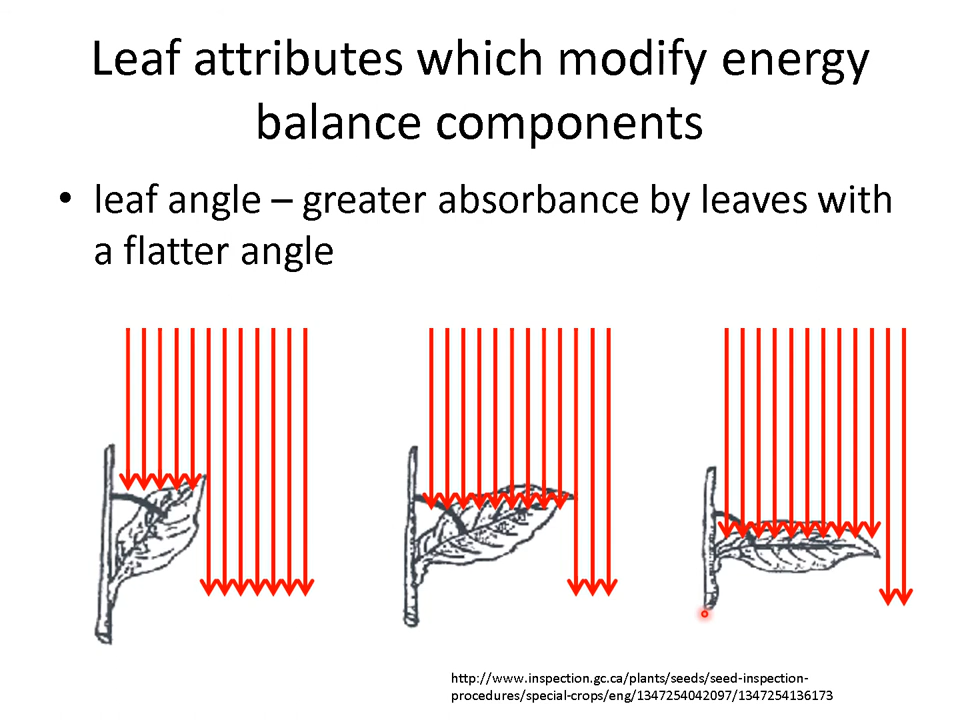 Leaf attributes which modify energy
balance components
• leaf angle – greater absorbance by leaves with
a flatter angle
http://www.inspection.gc.ca/plants/seeds/seed-inspection-
procedures/special-crops/eng/1347254042097/1347254136173